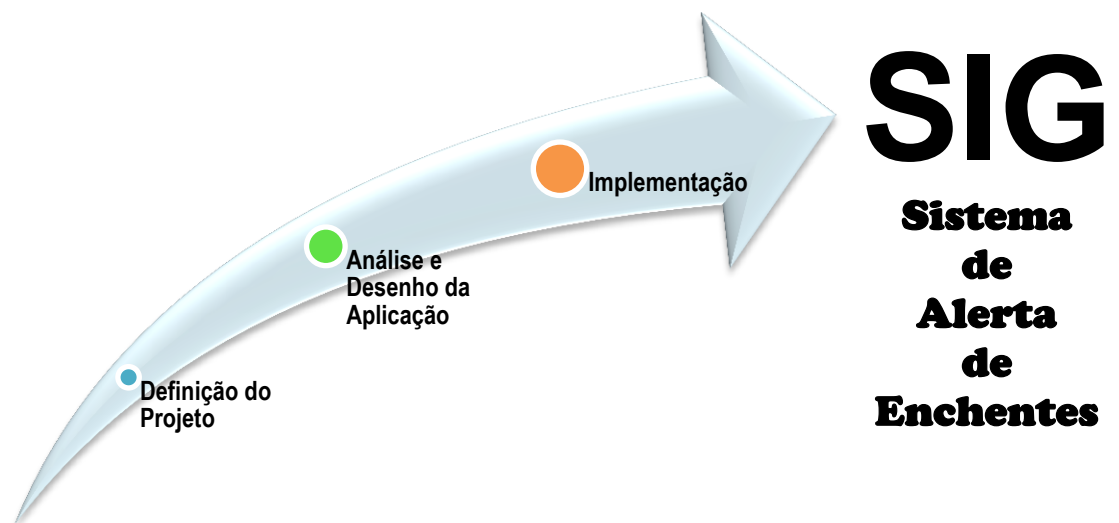 SIG
Sistema
de
Alerta
de
Enchentes
Implementação
Análise e
Desenho da
Aplicação
Definição do
Projeto